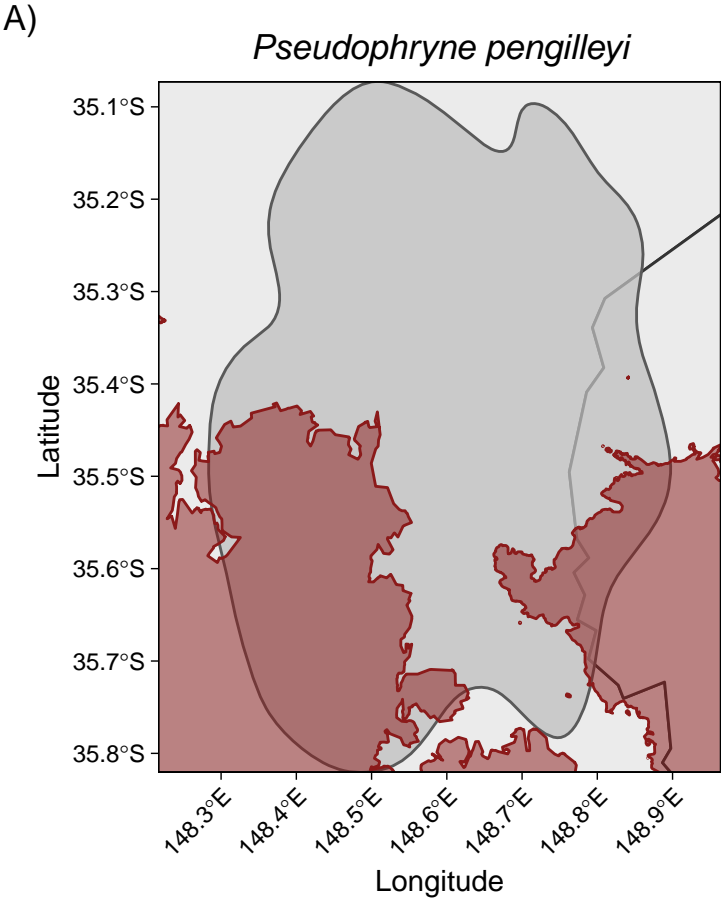 A)
Pseudophryne pengilleyi
35.1°S
35.2°S
35.3°S
35.4°S
35.5°S
35.6°S
35.7°S
35.8°S
Latitude
148.3°E
148.4°E
148.5°E
148.6°E
148.7°E
148.8°E
148.9°E
Longitude